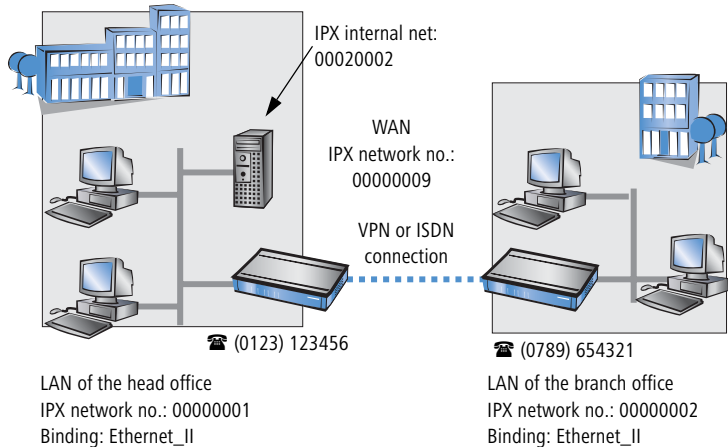 IPX internal net:
00020002
WAN
IPX network no.:
00000009
VPN or ISDN
connection
☎ (0123) 123456
☎ (0789) 654321
LAN of the head office
IPX network no.: 00000001
Binding: Ethernet_II
LAN of the branch office
IPX network no.: 00000002
Binding: Ethernet_II